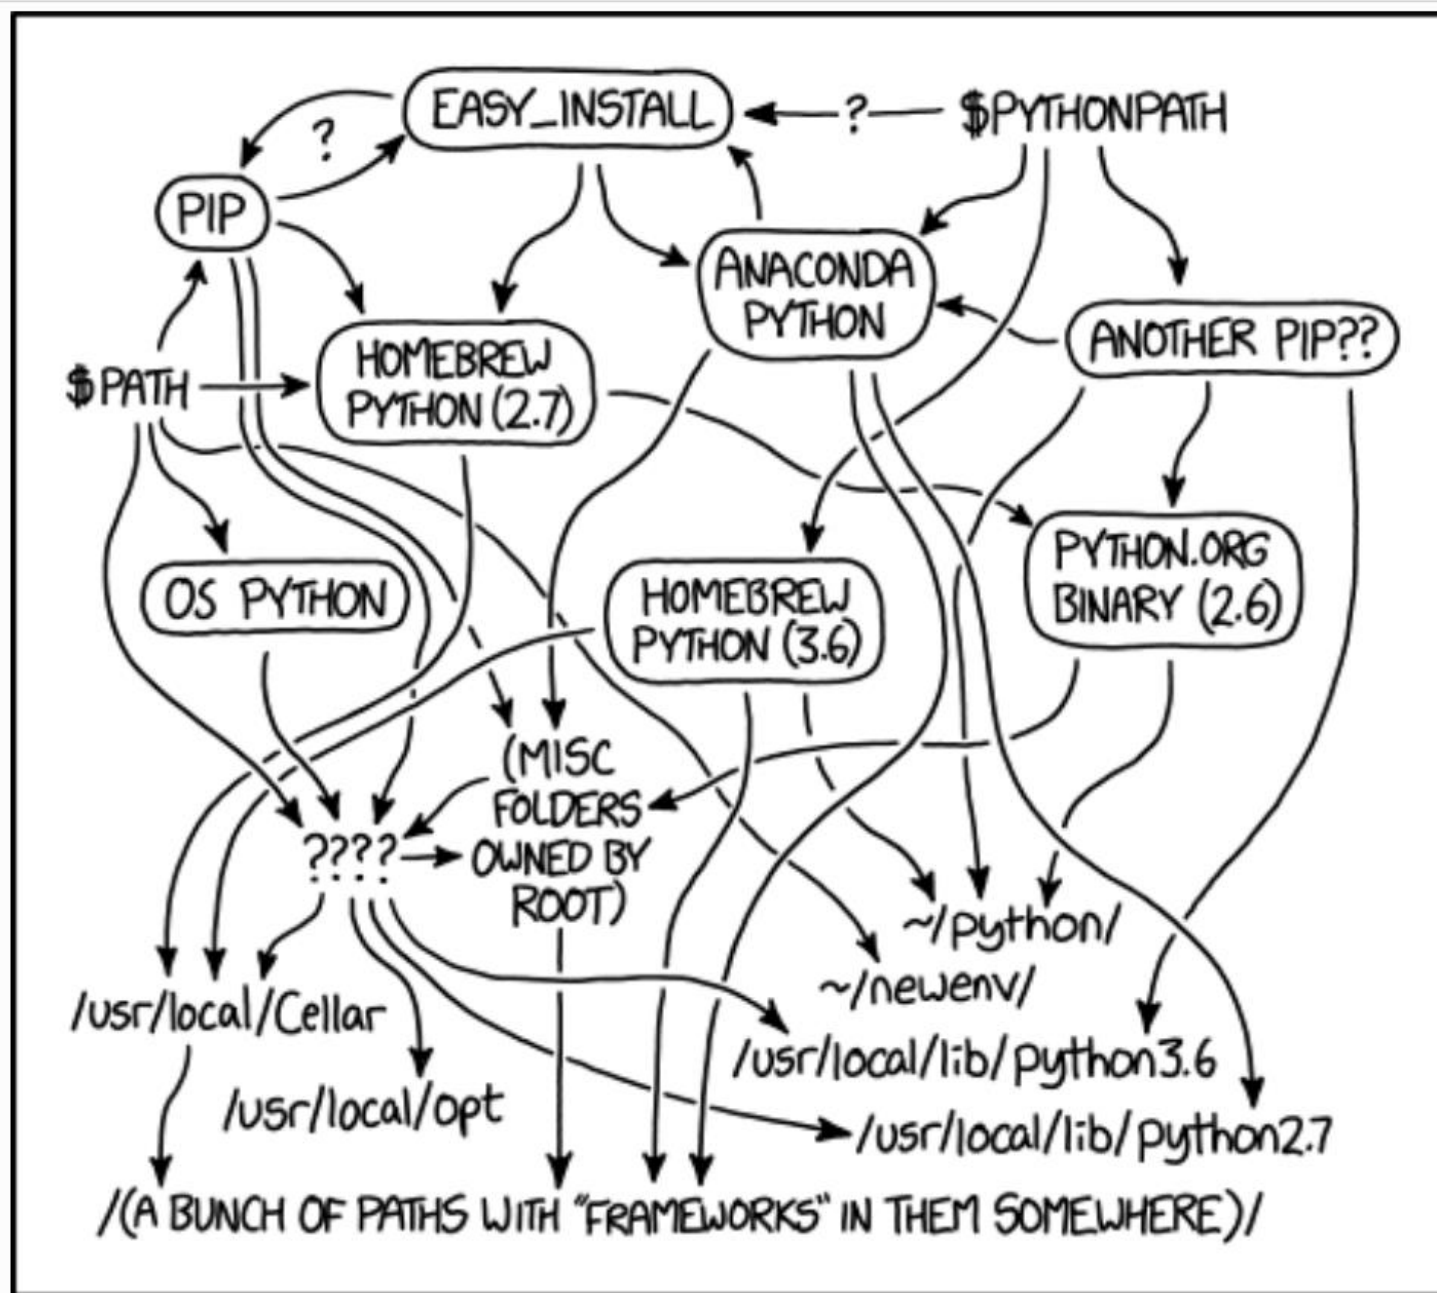 EASY_INSTALL
?
$PYTHONPATH
?
PIP
ANACONDA
PYTHON
ANOTHER PIP??
HOMEBREW
PYTHON (2.7)
$PATH
PYTHON.ORG
BINARY (2.6)
OS PYTHON
HOMEBREW
PYTHON (3.6)
(MISC
FOLDERS
OWNED BY
ROOT)
????
~/python/
~/newenv/
/usr/local/Cellar
/usr/local/lib/python3.6
/usr/local/opt
/usr/local/lib/python2.7
/(A BUNCH OF PATHS WITH "FRAMEWORKS" IN THEM SOMEWHERE)/